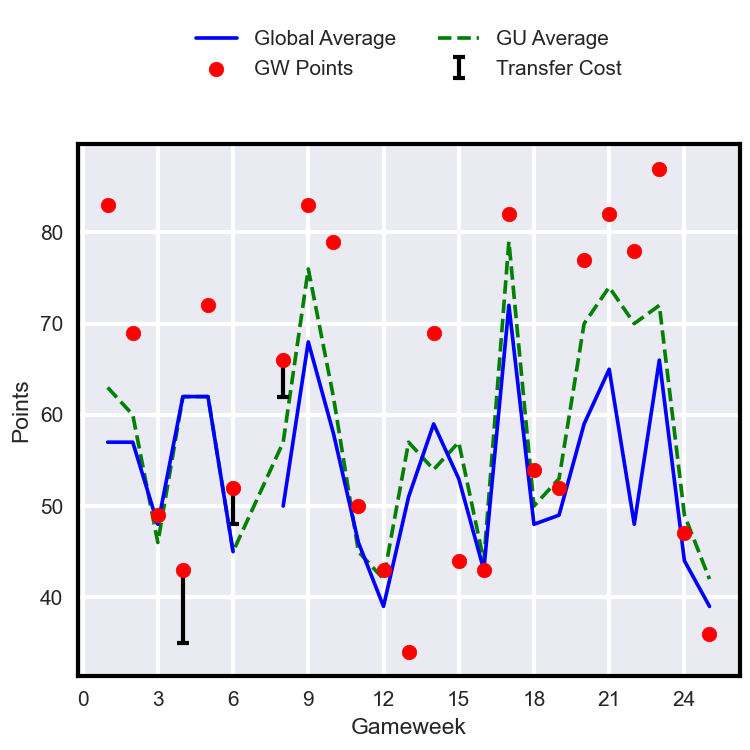 Global Average
GU Average
GW Points
Transfer Cost
80
70
60
50
40
Points
0 3 6 9 12 15 18 21 24
Gameweek